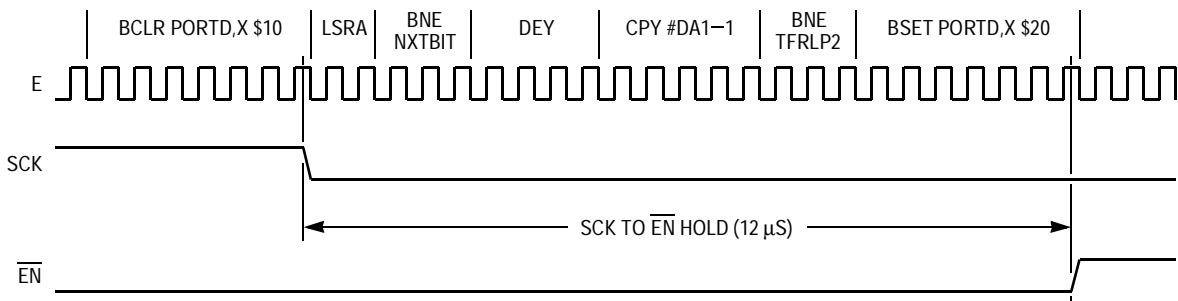 BCLR PORTD,X $10
LSRA
BNE
NXTBIT
DEY
CPY #DA1–1
BNE
TFRLP2
BSET PORTD,X $20
E
SCK
SCK TO EN HOLD (12 μS)
EN